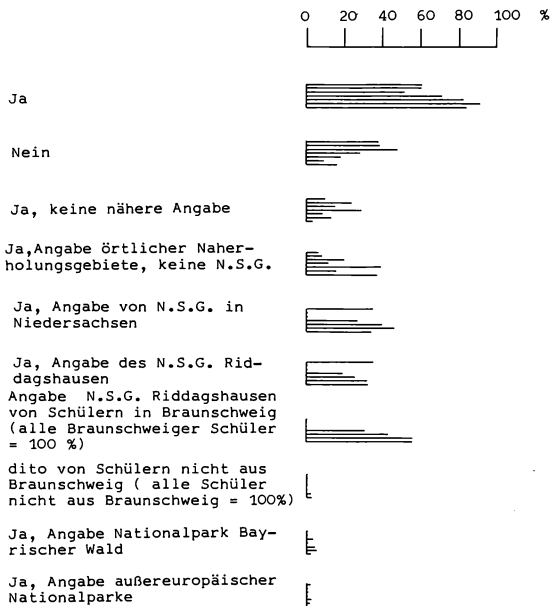 0 20 40 60 80 100 %
Ja
Nein
Ja, keine nähere Angabe
Ja,Angabe örtlicher Naher-
holungsgebiete, keine N.S.G.
Ja, Angabe von N.S.G. in
Niedersachsen
Ja, Angabe des N.S.G. Rid-
dagshausen
Angabe N.S.G. Riddagshausen
von Schülern in Braunschweig
(alle Braunschweiger Schüler
= 100 %)
dito von Schülern nicht aus
Braunschweig ( alle Schüler
nicht aus Braunschweig = 100%)
Ja, Angabe Nationalpark Bay-
rischer Wald
Ja, Angabe außereuropäischer
Nationalparke